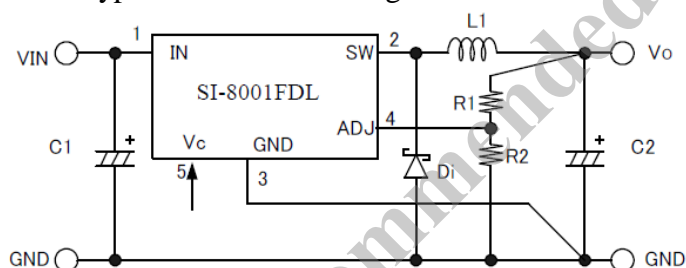 L1
1
2
VIN
IN
SW
Vo
SI-8001FDL
R1
ADJ
4
C1
+
Vc
GND
R2
+
C2
5
3
Di
GND
GND